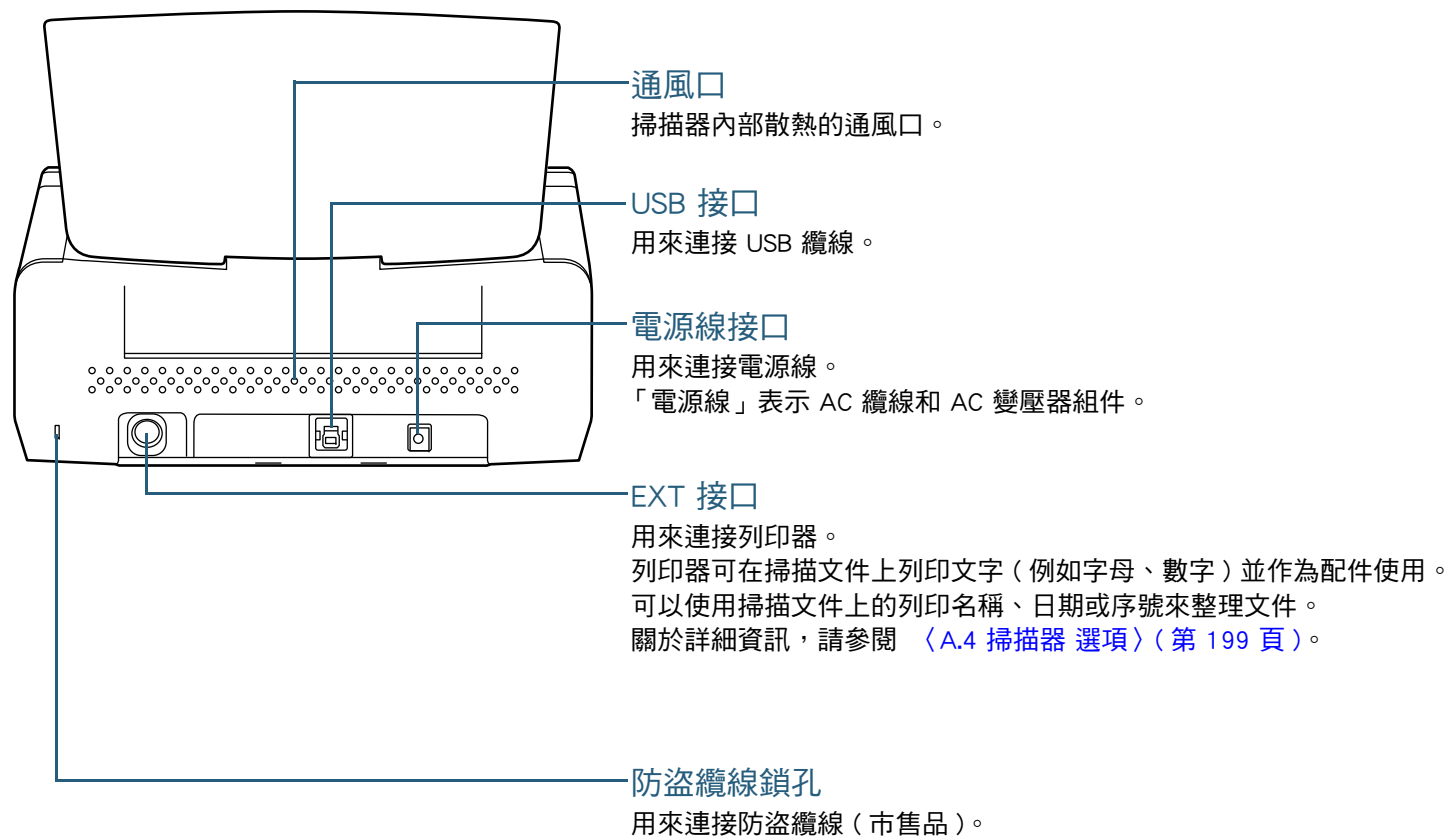 通風口
掃描器內部散熱的通風口。
USB 接口
用來連接 USB 纜線。
電源線接口
用來連接電源線。
「電源線」表示 AC 纜線和 AC 變壓器組件。
EXT 接口
用來連接列印器。
列印器可在掃描文件上列印文字 ( 例如字母、數字 ) 並作為配件使用。
可以使用掃描文件上的列印名稱、日期或序號來整理文件。
關於詳細資訊，請參閱 〈A.4 掃描器 選項〉( 第 199 頁 )。
防盜纜線鎖孔
用來連接防盜纜線 ( 市售品 )。